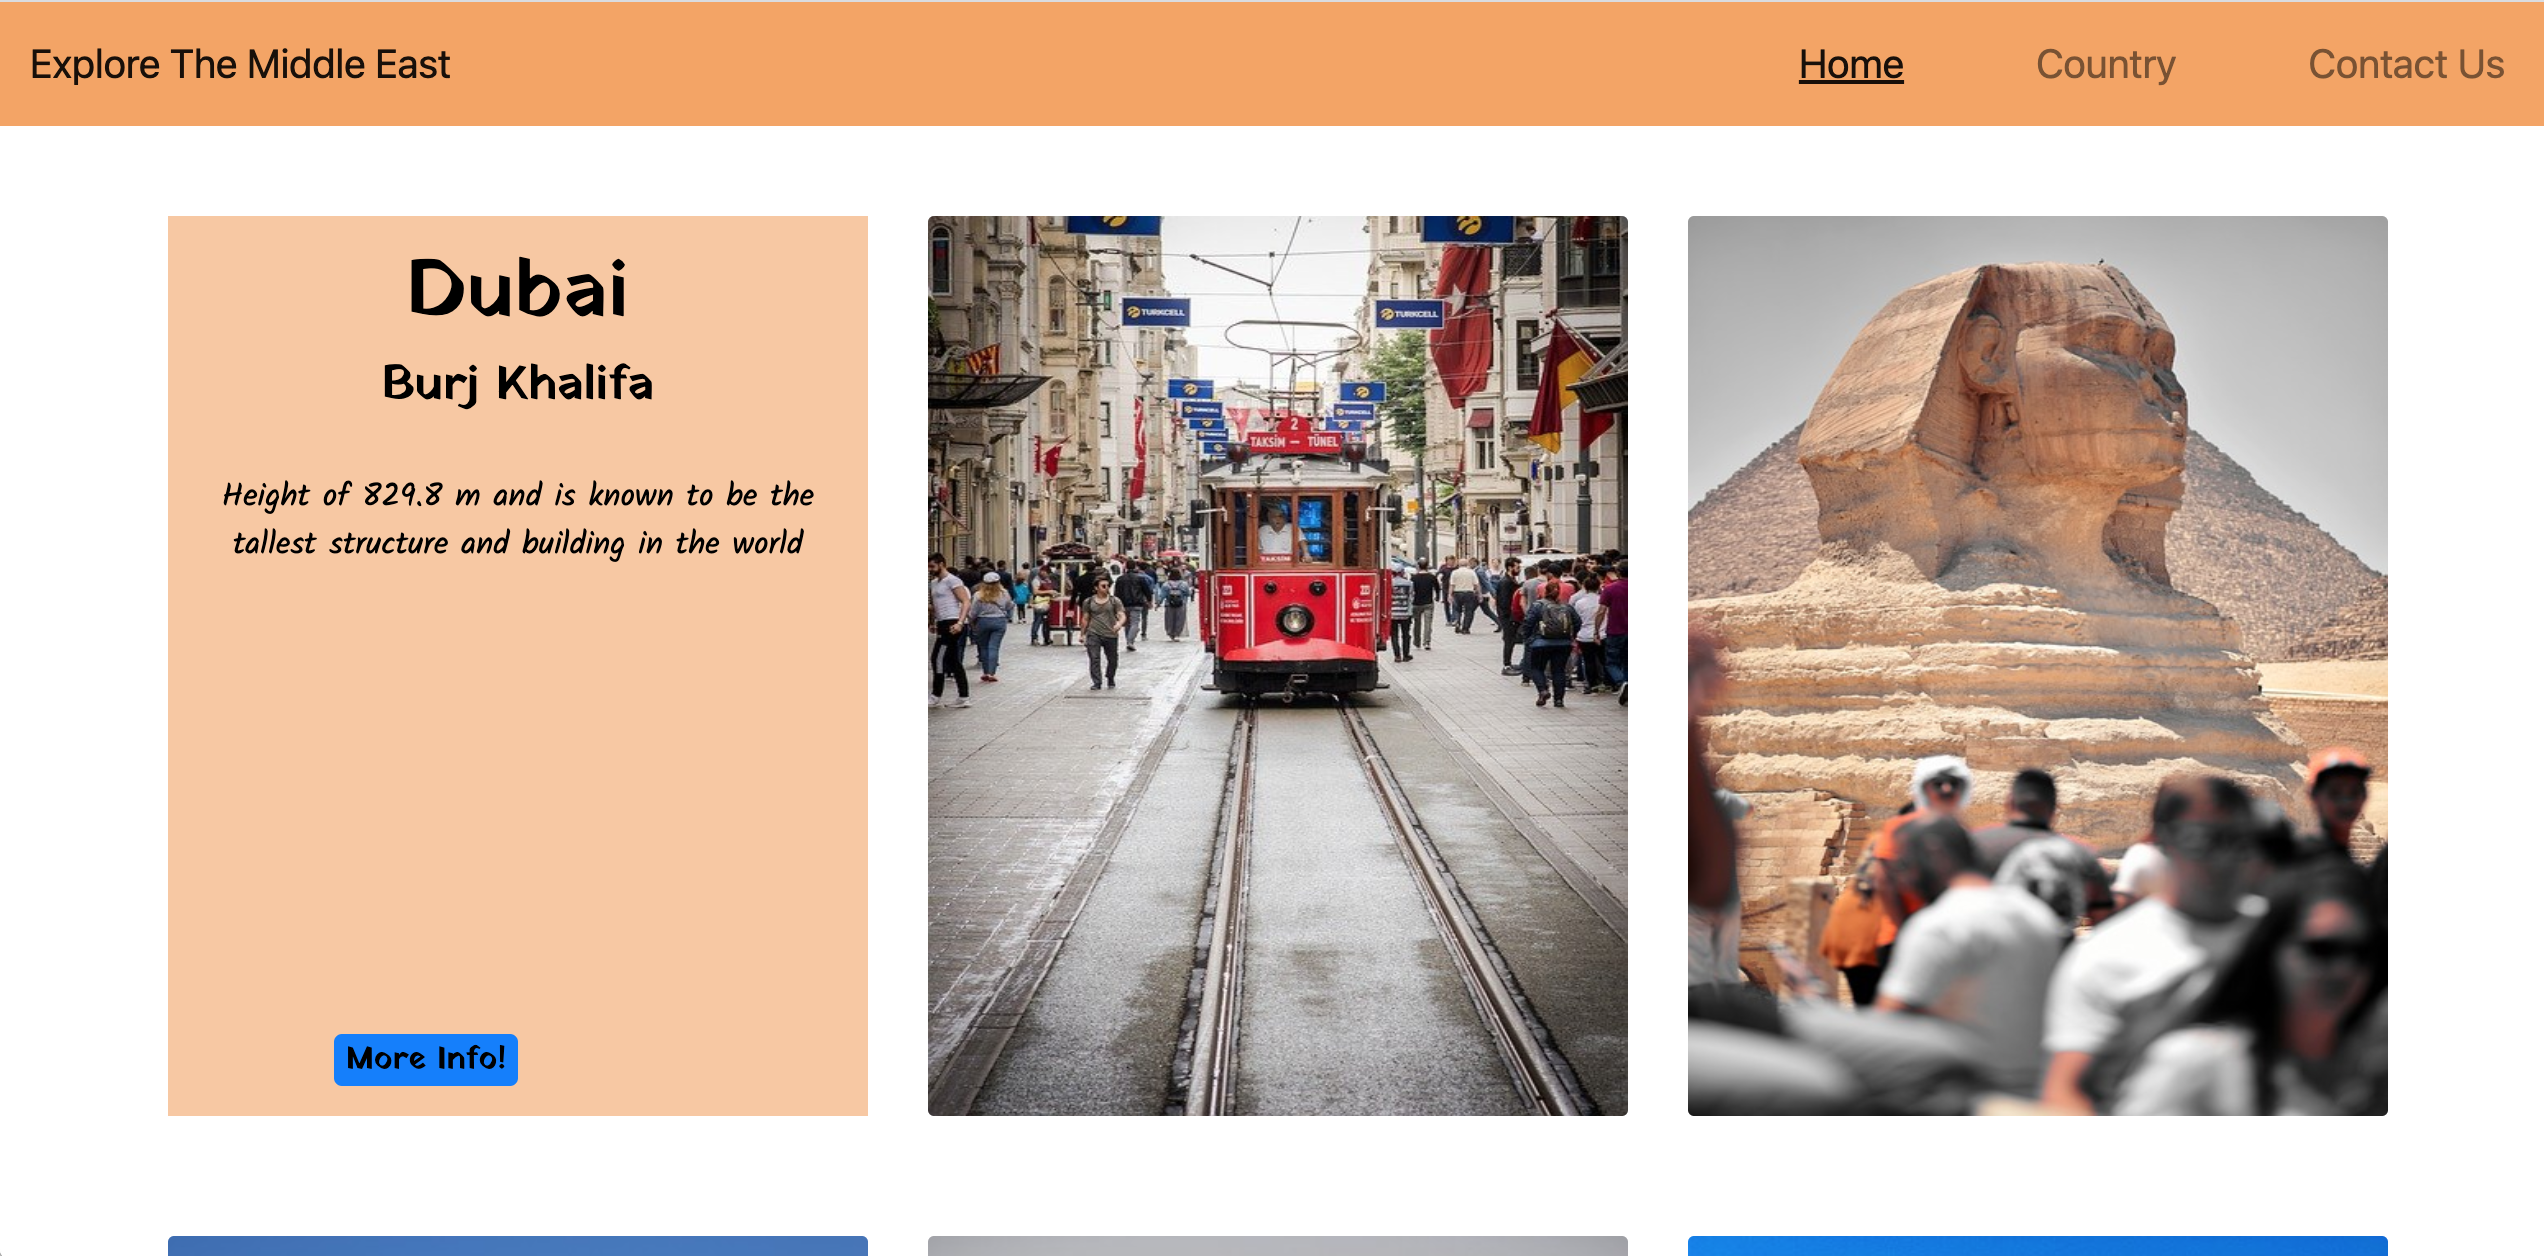 Explore The Middle East
Home
Country
Contact Us
Dubai
Burj Khalifa
Height of 829.8 m and is known to be the
tallest structure and building in the world
More Info!
TURKCELL
TURKCELL
2
TAKSİM — TÜNEL
TAKSİM